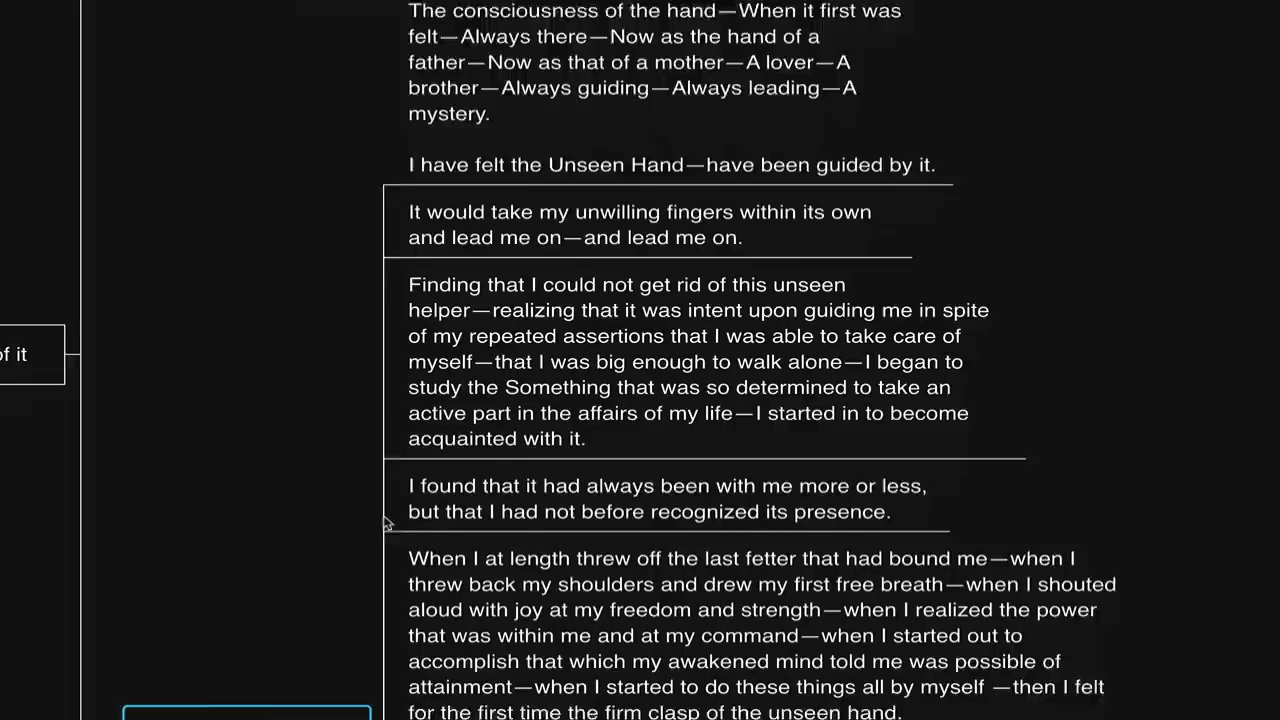 The consciousness of the hand—When it first was
felt—Always there—Now as the hand of a
father—Now as that of a mother—A lover—A
brother—Always guiding—Always leading—A
mystery.
I have felt the Unseen Hand—have been guided by it.
It would take my unwilling fingers within its own
and lead me on—and lead me on.
Finding that I could not get rid of this unseen
helper—realizing that it was intent upon guiding me in spite
of my repeated assertions that I was able to take care of
myself—that I was big enough to walk alone—I began to
study the Something that was so determined to take an
active part in the affairs of my life—I started in to become
acquainted with it.
of it
I found that it had always been with me more or less,
but that I had not before recognized its presence.
When I at length threw off the last fetter that had bound me—when I
threw back my shoulders and drew my first free breath—when I shouted
aloud with joy at my freedom and strength—when I realized the power
that was within me and at my command—when I started out to
accomplish that which my awakened mind told me was possible of
attainment—when I started to do these things all by myself —then I felt
for the first time the firm clasp of the unseen hand.